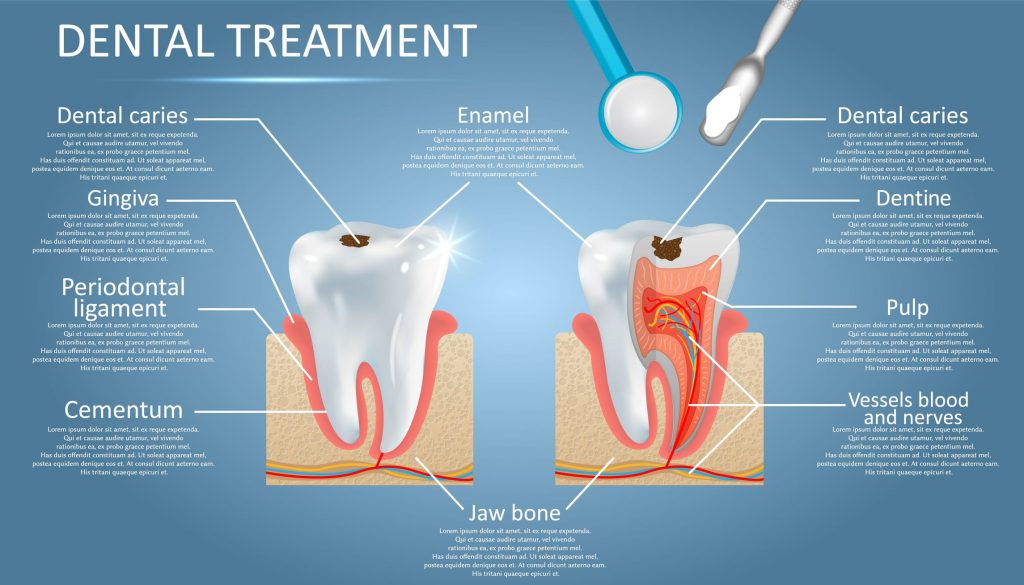 DENTAL TREATMENT
Dental caries
Lorem ipsum dolor sit amet, sit ex reque expetenda.
Qui et causae audire utamur, vel vivendo
rationibus ea, ex probo graece petentium mel.
Has duis offendit consul ad. Ut soleat appareat mel,
postea equidem denique eos et. At consul dicunt aeterno eam.
His tritani quaeque epicuri et.
Gingiva
Lorem ipsum dolor sit amet, sit ex reque expetenda.
Qui et causae audire utamur, vel vivendo
rationibus ea, ex probo graece petentium mel.
Has duis offendit consul ad. Ut soleat appareat mel,
postea equidem denique eos et. At consul dicunt aeterno eam.
His tritani quaeque epicuri et.
Periodontal
ligament
Lorem ipsum dolor sit amet, sit ex reque expetenda.
Qui et causae audire utamur, vel vivendo
rationibus ea, ex probo graece petentium mel.
Has duis offendit consul ad. Ut soleat appareat mel,
postea equidem denique eos et. At consul dicunt aeterno eam.
His tritani quaeque epicuri et.
Cementum
Lorem ipsum dolor sit amet, sit ex reque expetenda.
Qui et causae audire utamur, vel vivendo
rationibus ea, ex probo graece petentium mel.
Has duis offendit consul ad. Ut soleat appareat mel,
postea equidem denique eos et. At consul dicunt aeterno eam.
His tritani quaeque epicuri et.
Enamel
Lorem ipsum dolor sit amet, sit ex reque expetenda.
Qui et causae audire utamur, vel vivendo
rationibus ea, ex probo graece petentium mel.
Has duis offendit consul ad. Ut soleat appareat mel,
postea equidem denique eos et. At consul dicunt aeterno eam.
His tritani quaeque epicuri et.
Jaw bone
Lorem ipsum dolor sit amet, sit ex reque expetenda.
Qui et causae audire utamur, vel vivendo
rationibus ea, ex probo graece petentium mel.
Has duis offendit consul ad. Ut soleat appareat mel,
postea equidem denique eos et. At consul dicunt aeterno eam.
His tritani quaeque epicuri et.
Dental caries
Lorem ipsum dolor sit amet, sit ex reque expetenda.
Qui et causae audire utamur, vel vivendo
rationibus ea, ex probo graece petentium mel.
Has duis offendit consul ad. Ut soleat appareat mel,
postea equidem denique eos et. At consul dicunt aeterno eam.
His tritani quaeque epicuri et.
Dentine
Lorem ipsum dolor sit amet, sit ex reque expetenda.
Qui et causae audire utamur, vel vivendo
rationibus ea, ex probo graece petentium mel.
Has duis offendit consul ad. Ut soleat appareat mel,
postea equidem denique eos et. At consul dicunt aeterno eam.
His tritani quaeque epicuri et.
Pulp
Lorem ipsum dolor sit amet, sit ex reque expetenda.
Qui et causae audire utamur, vel vivendo
rationibus ea, ex probo graece petentium mel.
Has duis offendit consul ad. Ut soleat appareat mel,
postea equidem denique eos et. At consul dicunt aeterno eam.
His tritani quaeque epicuri et.
Vessels blood
and nerves
Lorem ipsum dolor sit amet, sit ex reque expetenda.
Qui et causae audire utamur, vel vivendo
rationibus ea, ex probo graece petentium mel.
Has duis offendit consul ad. Ut soleat appareat mel,
postea equidem denique eos et. At consul dicunt aeterno eam.
His tritani quaeque epicuri et.